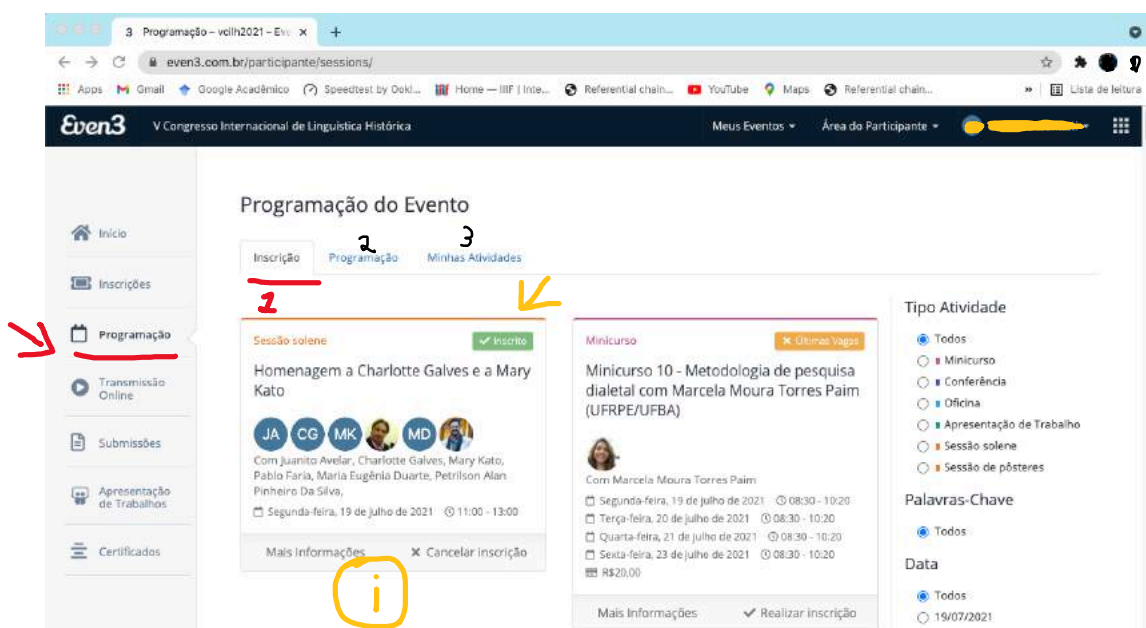 3 Programação – vcilh2021 – Eve x +
even3.com.br/participante/sessions/
Apps Gmail Google Acadêmico Speedtest by Ookl... Home — IIIF | Inte... Referential chain... YouTube Maps Referential chain... » Lista de leitura
Even3 V Congresso Internacional de Linguística Histórica Meus Eventos Área do Participante
Programação do Evento
Início
Inscrições
Programação
Transmissão
Online
Submissões
Apresentação
de Trabalhos
Certificados
2 3
Inscrição Programação Minhas Atividades
1
Sessão solene ✓ Inscrito
Homenagem a Charlotte Galves e a Mary
Kato
JA CG MK MD
Com Juanito Avelar, Charlotte Galves, Mary Kato,
Pablo Faria, Maria Eugênia Duarte, Petrilson Alan
Pinheiro Da Silva,
Segunda-feira, 19 de julho de 2021 11:00 - 13:00
Mais Informações x Cancelar inscrição
i
Minicurso x Últimas Vagas
Minicurso 10 - Metodologia de pesquisa
dialetal com Marcela Moura Torres Paim
(UFRPE/UFBA)
Com Marcela Moura Torres Paim
Segunda-feira, 19 de julho de 2021 08:30 - 10:20
Terça-feira, 20 de julho de 2021 08:30 - 10:20
Quarta-feira, 21 de julho de 2021 08:30 - 10:20
Sexta-feira, 23 de julho de 2021 08:30 - 10:20
R$20,00
Mais Informações ✓ Realizar inscrição
Tipo Atividade
Todos
Minicurso
Conferência
Oficina
Apresentação de Trabalho
Sessão solene
Sessão de pôsteres
Palavras-Chave
Todos
Data
Todos
19/07/2021